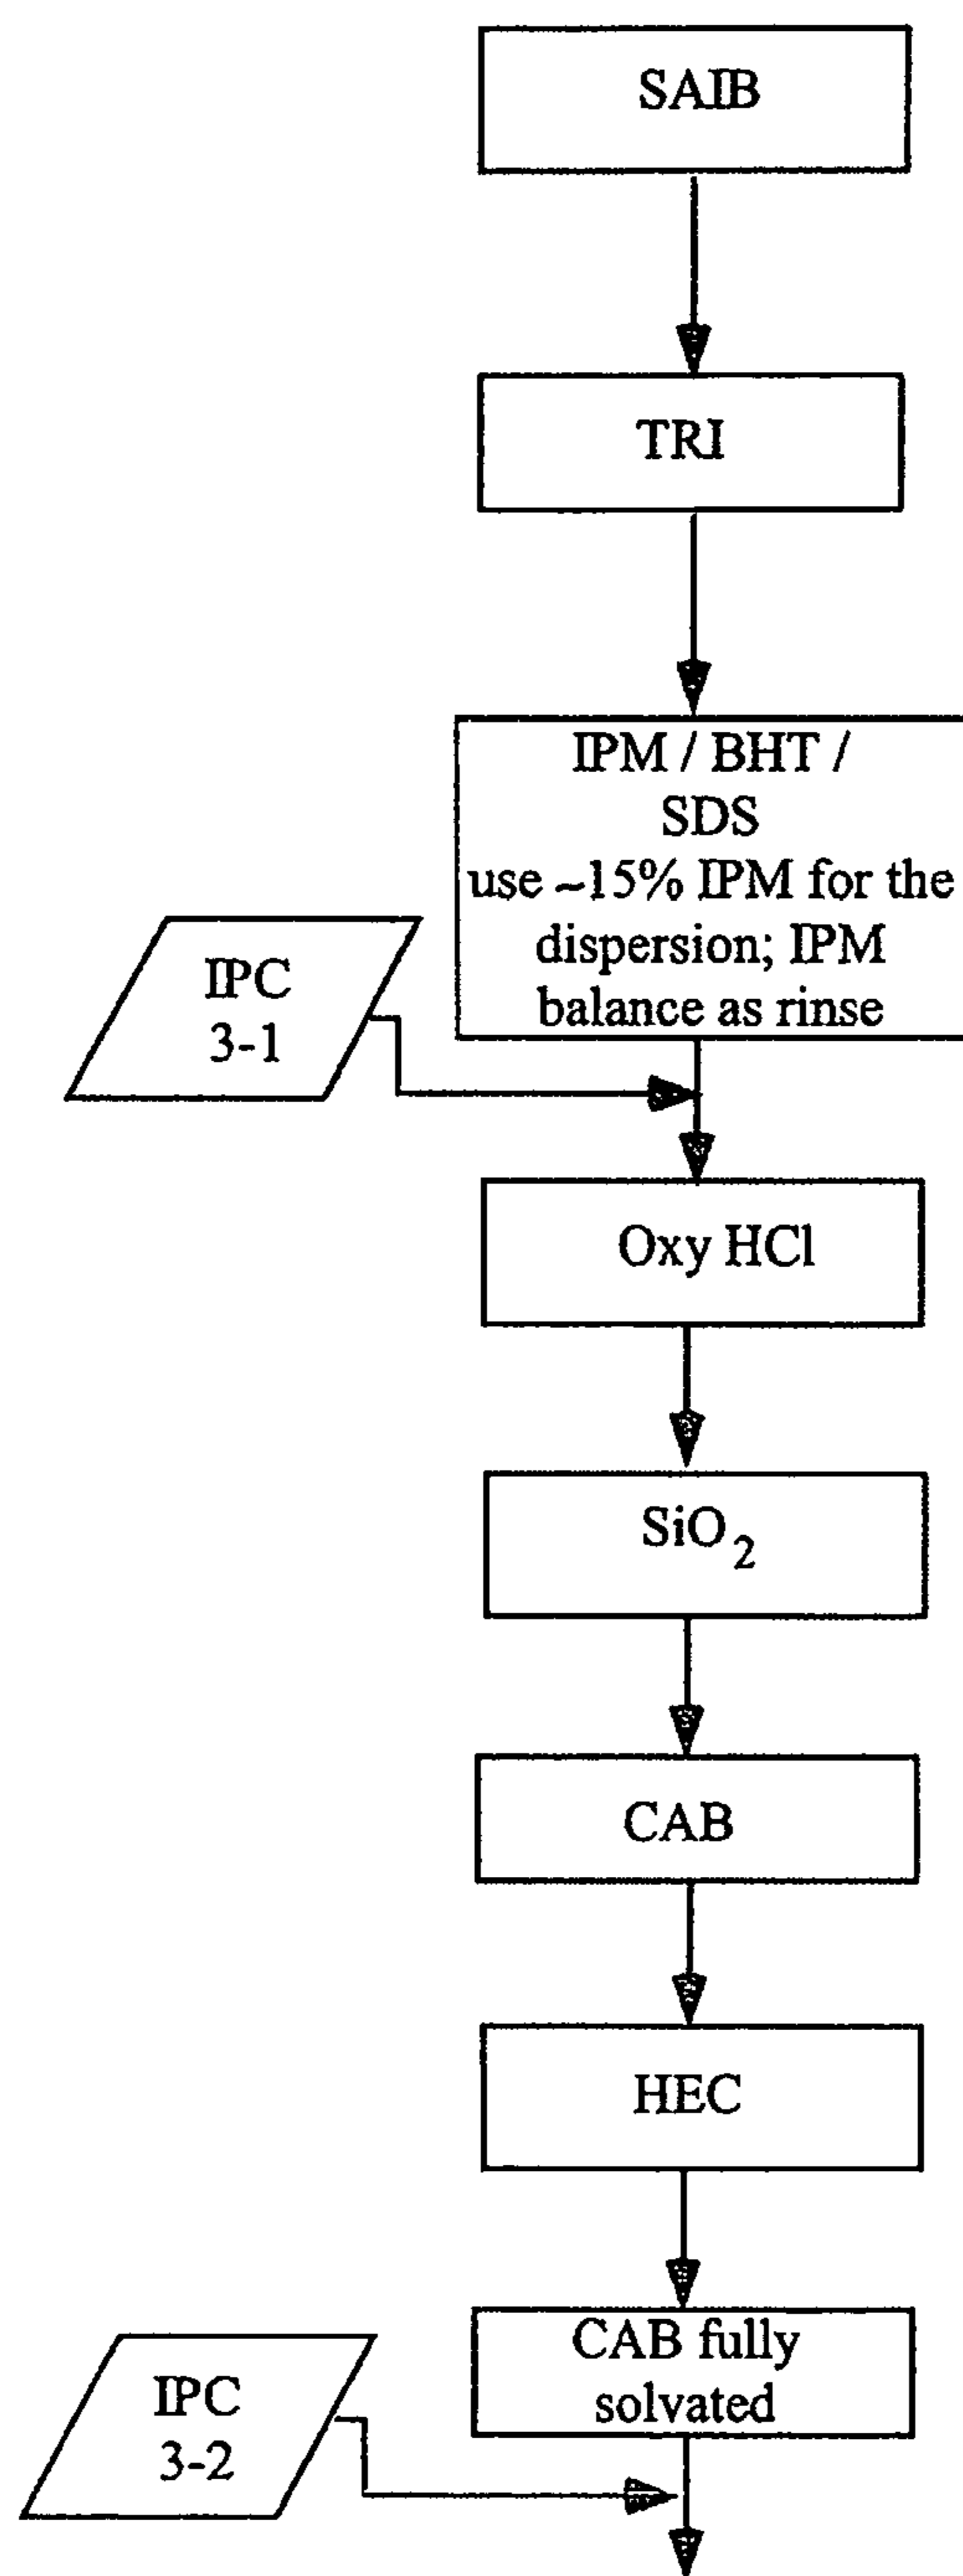 SAIB
TRI
IPM / BHT /
SDS
use ~15% IPM for the
dispersion; IPM
balance as rinse
IPC
3-1
Oxy HCl
SiO2
CAB
HEC
CAB fully
solvated
IPC
3-2